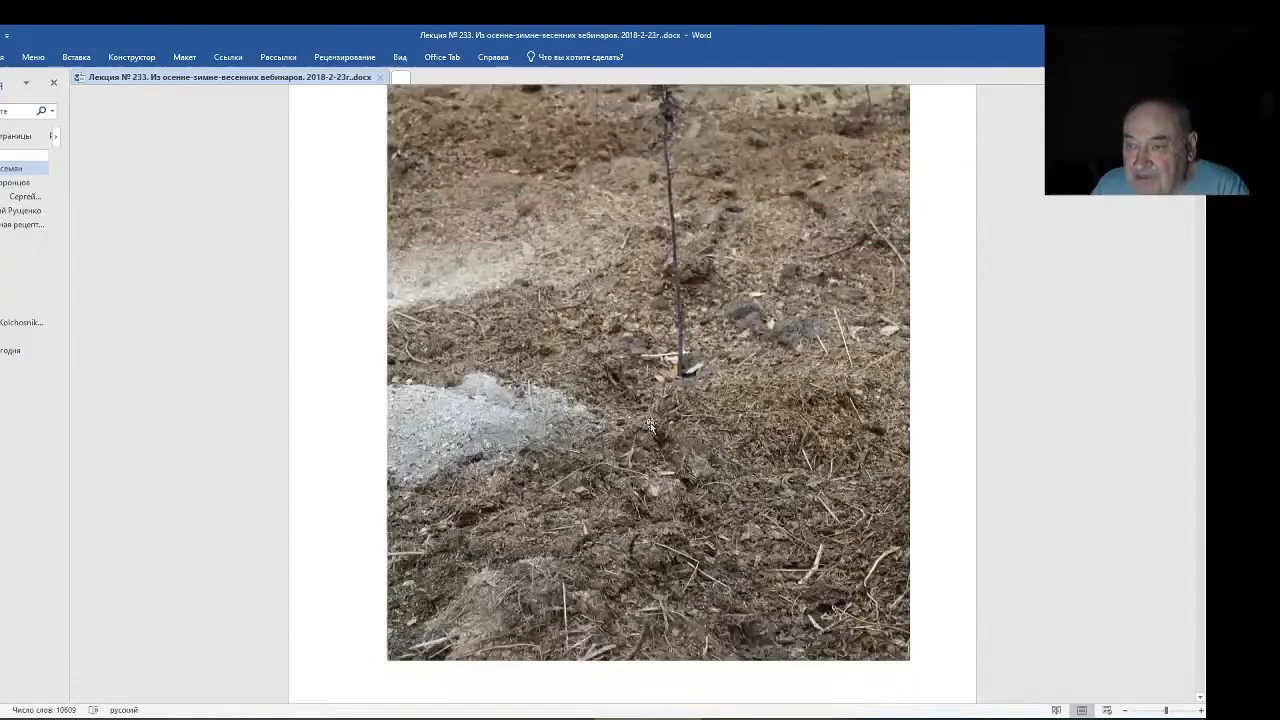 Лекция № 233. Из осенне-зимне-весенних вебинаров. 2018-2-23г..docx - Word
Меню Вставка Конструктор Макет Ссылки Рассылки Рецензирование Вид Office Tab Справка Что вы хотите сделать?
Лекция № 233. Из осенне-зимне-весенних вебинаров. 2018-2-23г..docx
семян
Сергей...
Рущенко
Kolchosnik...
Число слов: 10609 русский